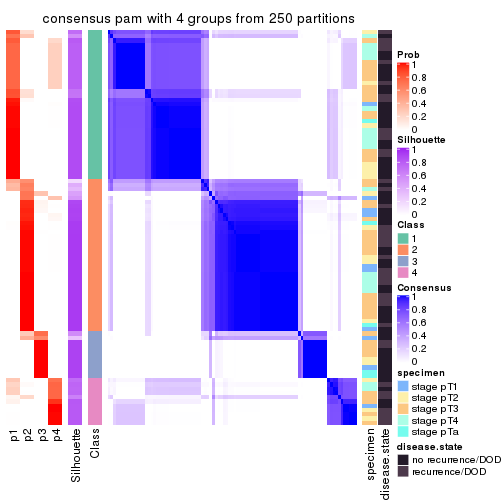 consensus pam with 4 groups from 250 partitions
Prob
1
0.8
0.6
0.4
0.2
0
Silhouette
1
0.8
0.6
0.4
0.2
0
Class
1
2
3
4
Consensus
1
0.8
0.6
0.4
0.2
0
specimen
stage pT1
stage pT2
stage pT3
stage pT4
stage pTa
disease.state
no recurrence/DOD
recurrence/DOD
p1
p2
p3
p4
Silhouette
Class
specimen
disease.state